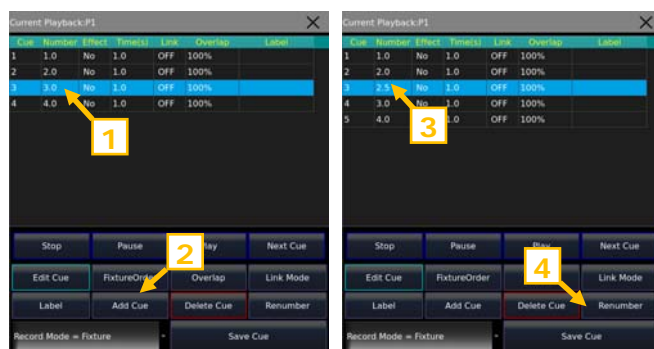 Current Playback:P1
Cue Number Effect Time(s) Link Overlap Label
1 1.0 No 1.0 OFF 100%
2 2.0 No 1.0 OFF 100%
3 3.0 No 1.0 OFF 100%
4 4.0 No 1.0 OFF 100%
1
2
Stop Pause Play Next Cue
Edit Cue FixtureOrder Overlap Link Mode
Label Add Cue Delete Cue Renumber
Record Mode = Fixture Save Cue
Current Playback:P1
Cue Number Effect Time(s) Link Overlap Label
1 1.0 No 1.0 OFF 100%
2 2.0 No 1.0 OFF 100%
3 2.5 No 1.0 OFF 100%
4 3.0 No 1.0 OFF 100%
5 4.0 1.0 OFF 100%
3
4
Stop Pause Play Next Cue
Edit Cue FixtureOrder Link Mode
Label Add Cue Delete Cue Renumber
Record Mode = Fixture Save Cue